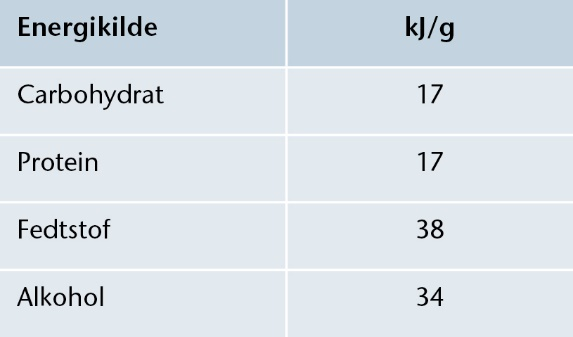 Energikilde kJ/g
Carbohydrat 17
Protein 17
Fedtstof 38
Alkohol 34